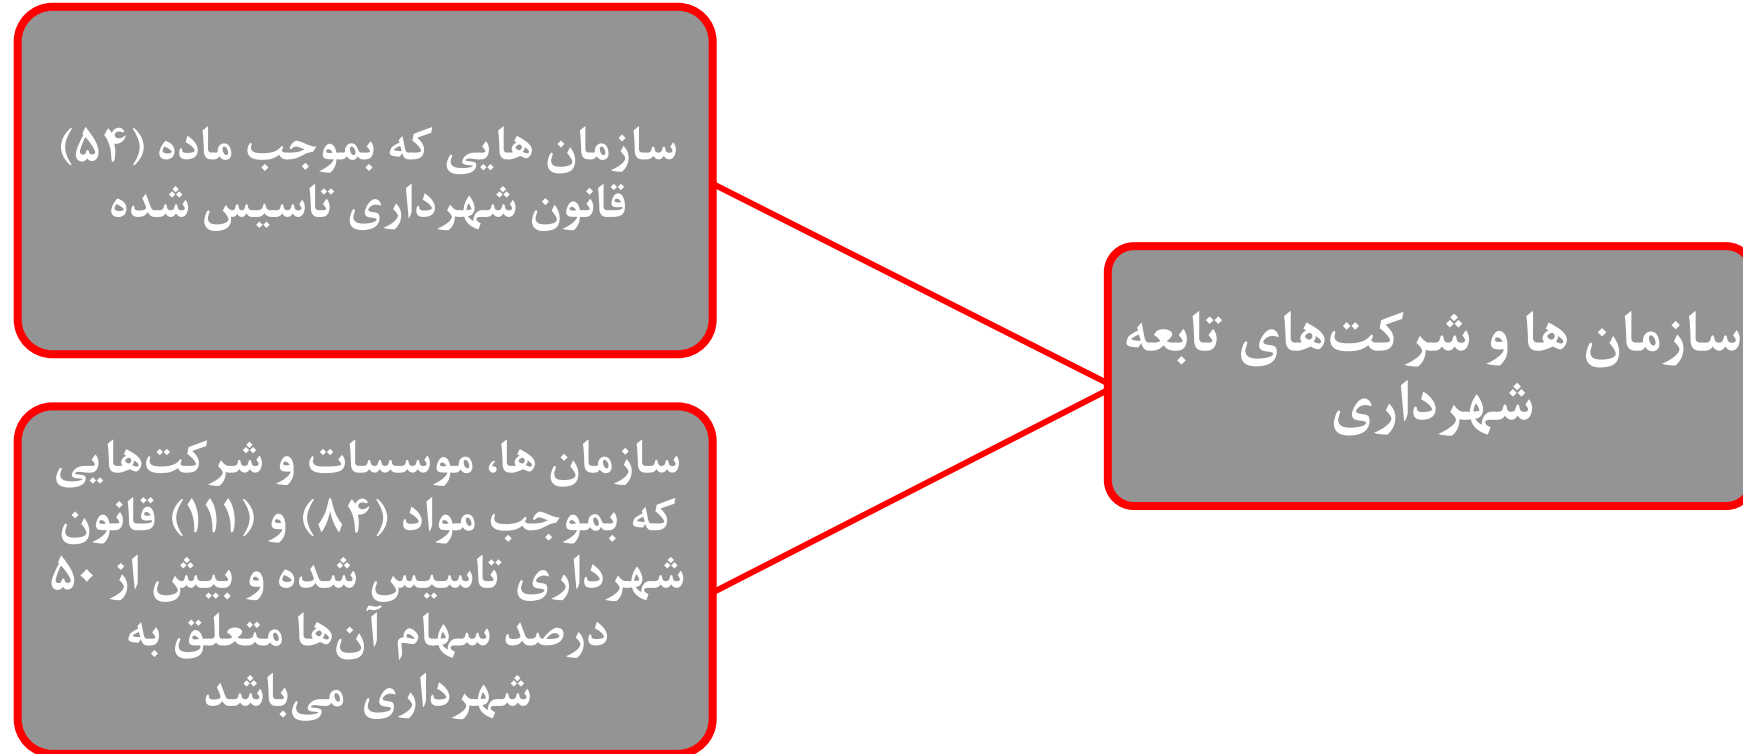 سازمان ها و شرکت‌های تابعه
شهرداری
سازمان هایی که بموجب ماده (۵۴)
قانون شهرداری تاسیس شده
سازمان ها، موسسات و شرکت‌هایی
که بموجب مواد (۸۴) و (۱۱۱) قانون
شهرداری تاسیس شده و بیش از ۵۰
درصد سهام آن‌ها متعلق به
شهرداری می‌باشد